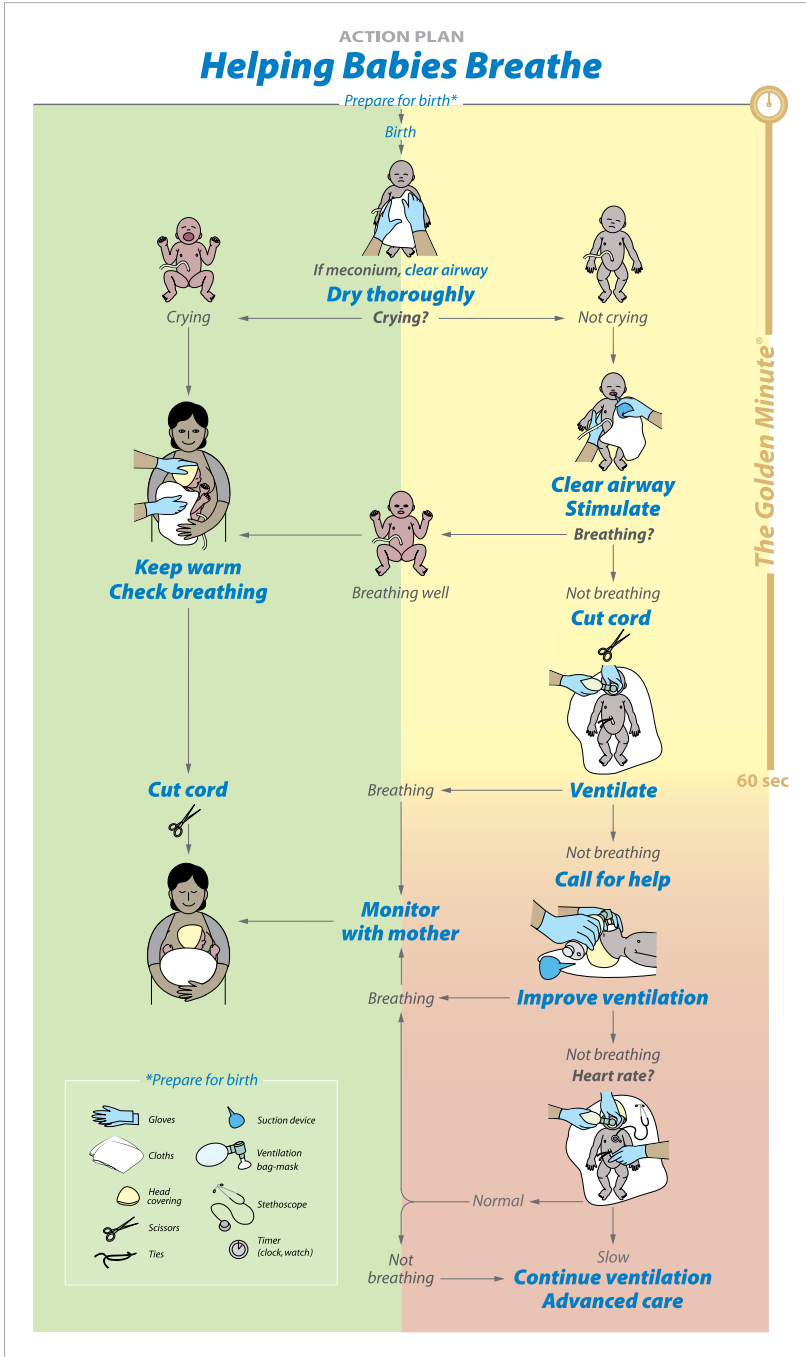 ACTION PLAN
Helping Babies Breathe
Prepare for birth*
Birth
If meconium, clear airway
Dry thoroughly
Crying
Crying?
Not crying
The Golden Minute®
Clear airway
Stimulate
Breathing?
Keep warm
Check breathing
Breathing well
Not breathing
Cut cord
60 sec
Cut cord
Breathing
Ventilate
Not breathing
Call for help
Monitor
with mother
Breathing
Improve ventilation
Not breathing
Heart rate?
*Prepare for birth
Gloves
Suction device
Cloths
Ventilation
bag-mask
Head
covering
Stethoscope
Scissors
Ties
Timer
(clock, watch)
Normal
Not
breathing
Slow
Continue ventilation
Advanced care